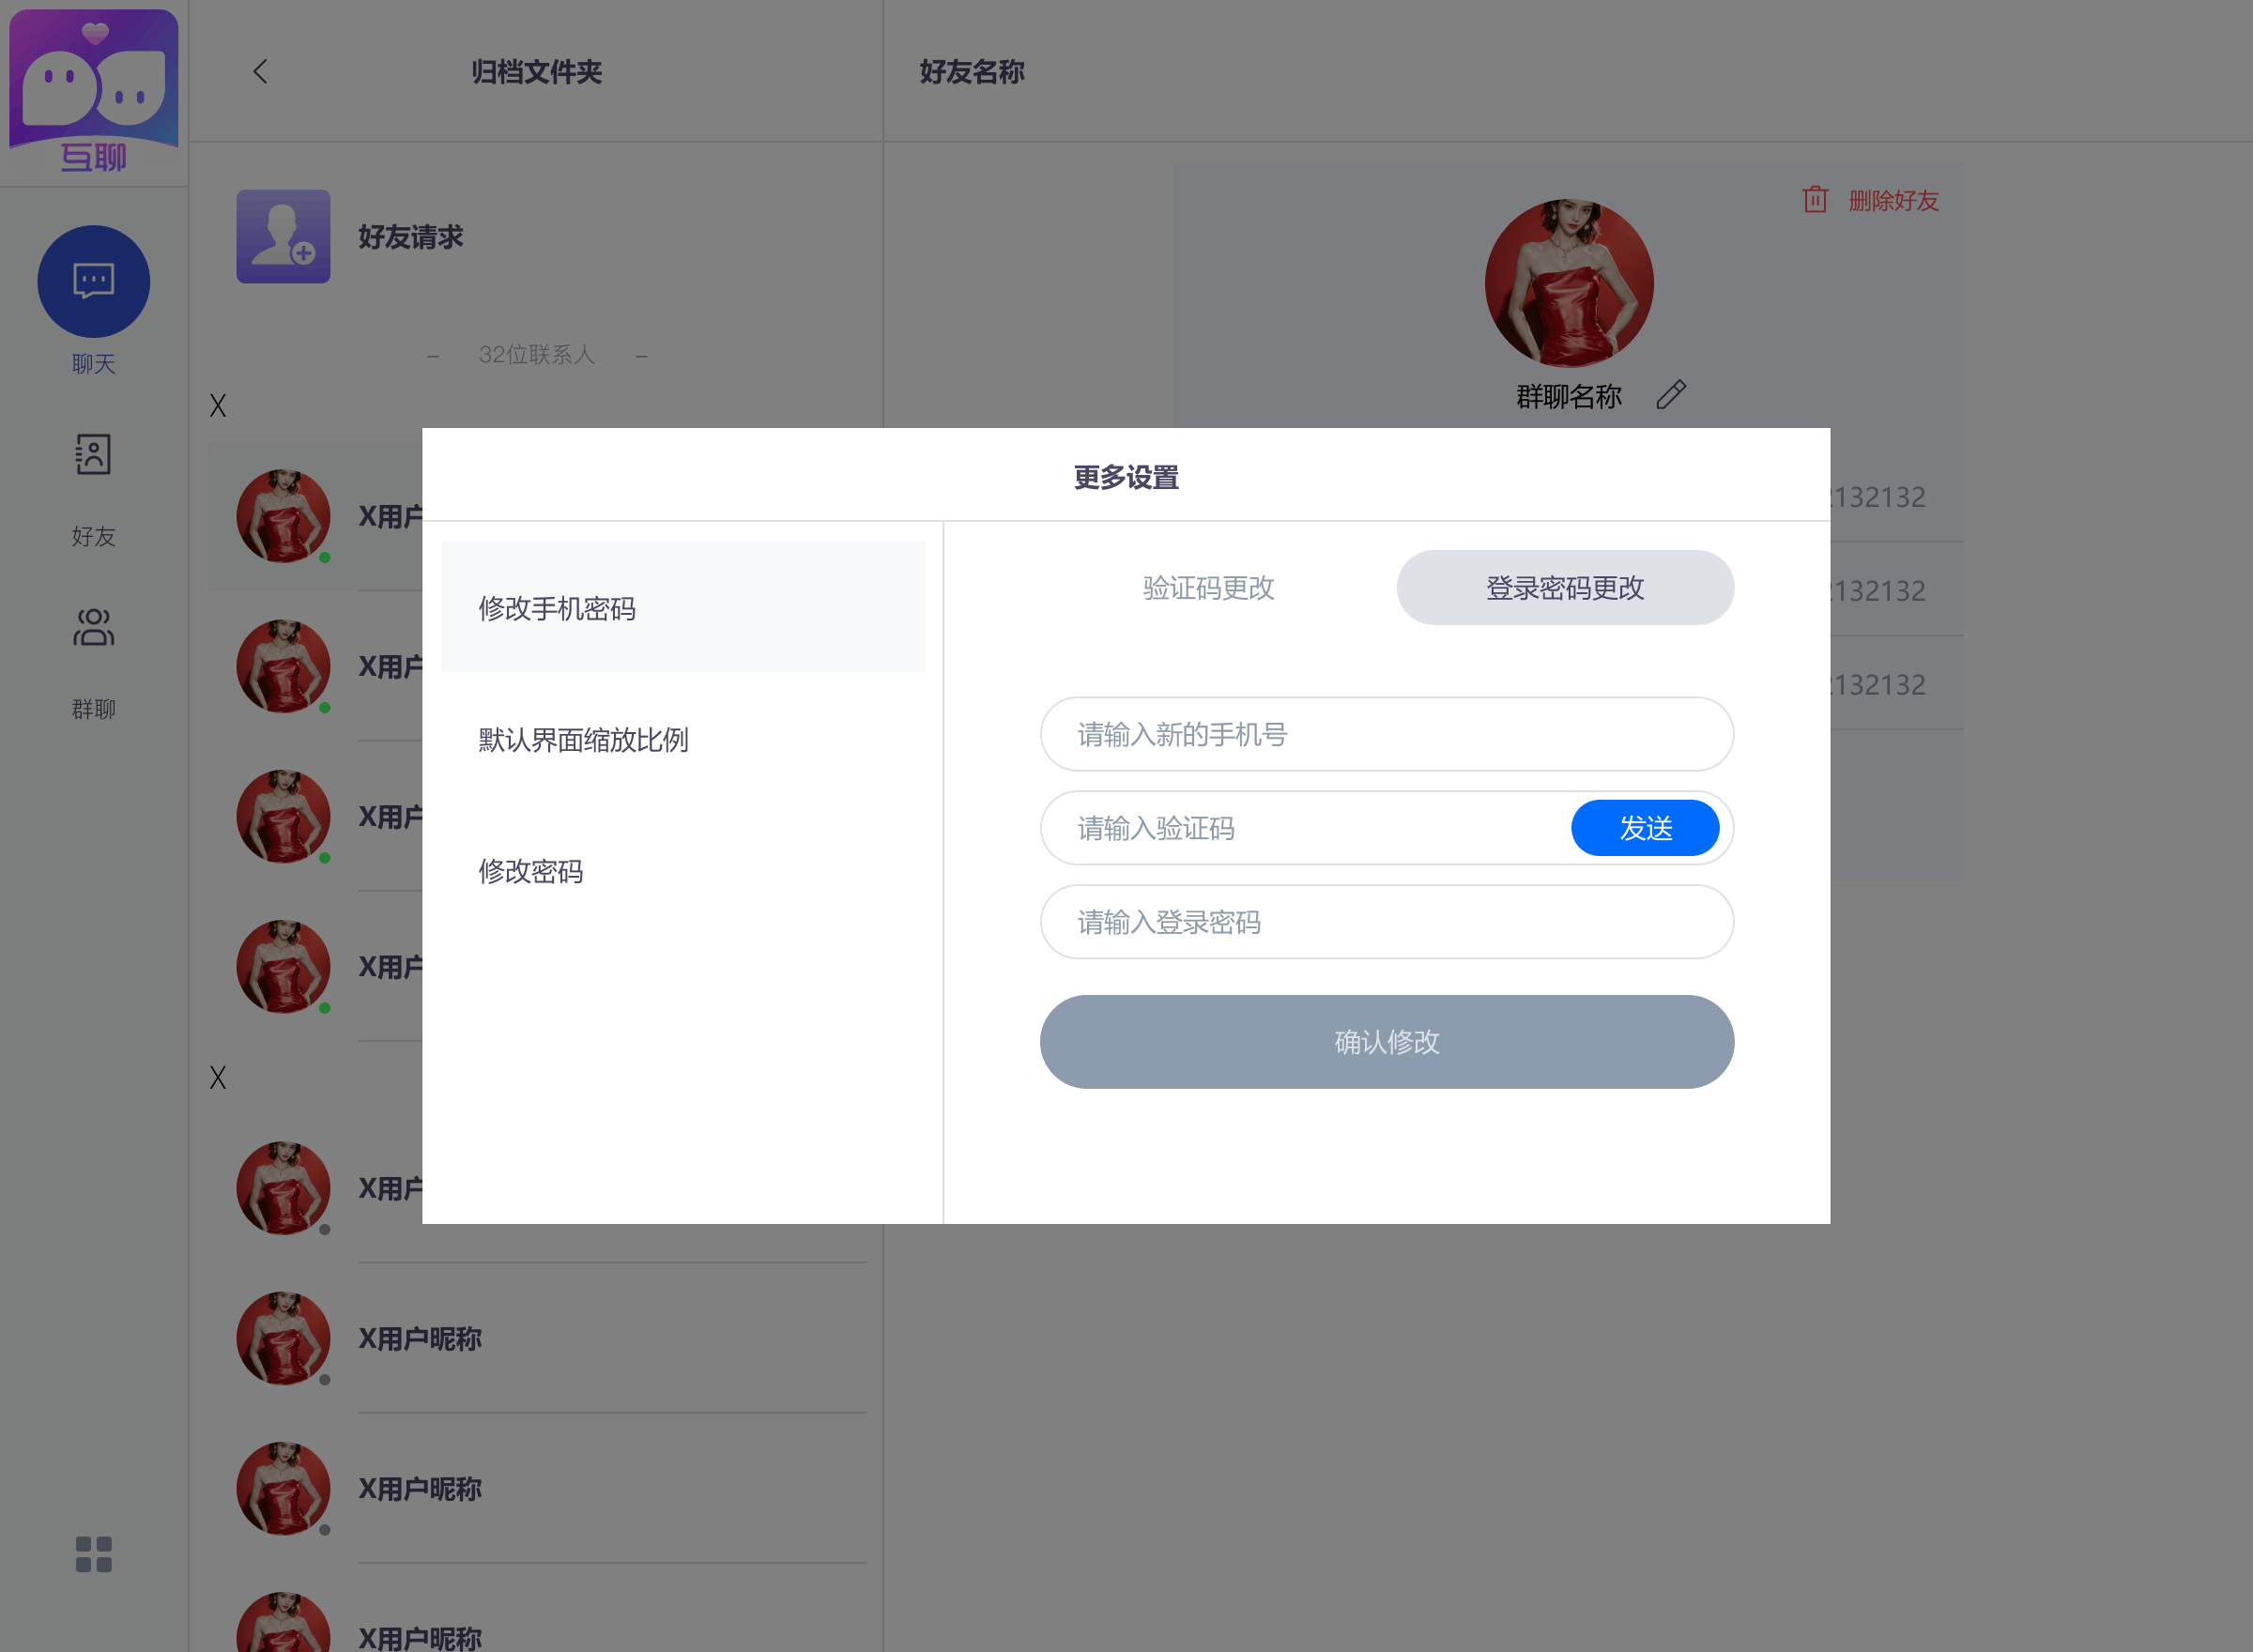 互聊
聊天
好友
群聊
归档文件夹
好友请求
32位联系人
X
X用户
X用户
X用户
X用户
X
X用户
X用户昵称
X用户昵称
X用户昵称
好友名称
删除好友
群聊名称
132132
132132
132132
更多设置
修改手机密码
默认界面缩放比例
修改密码
验证码更改
登录密码更改
请输入新的手机号
请输入验证码
发送
请输入登录密码
确认修改